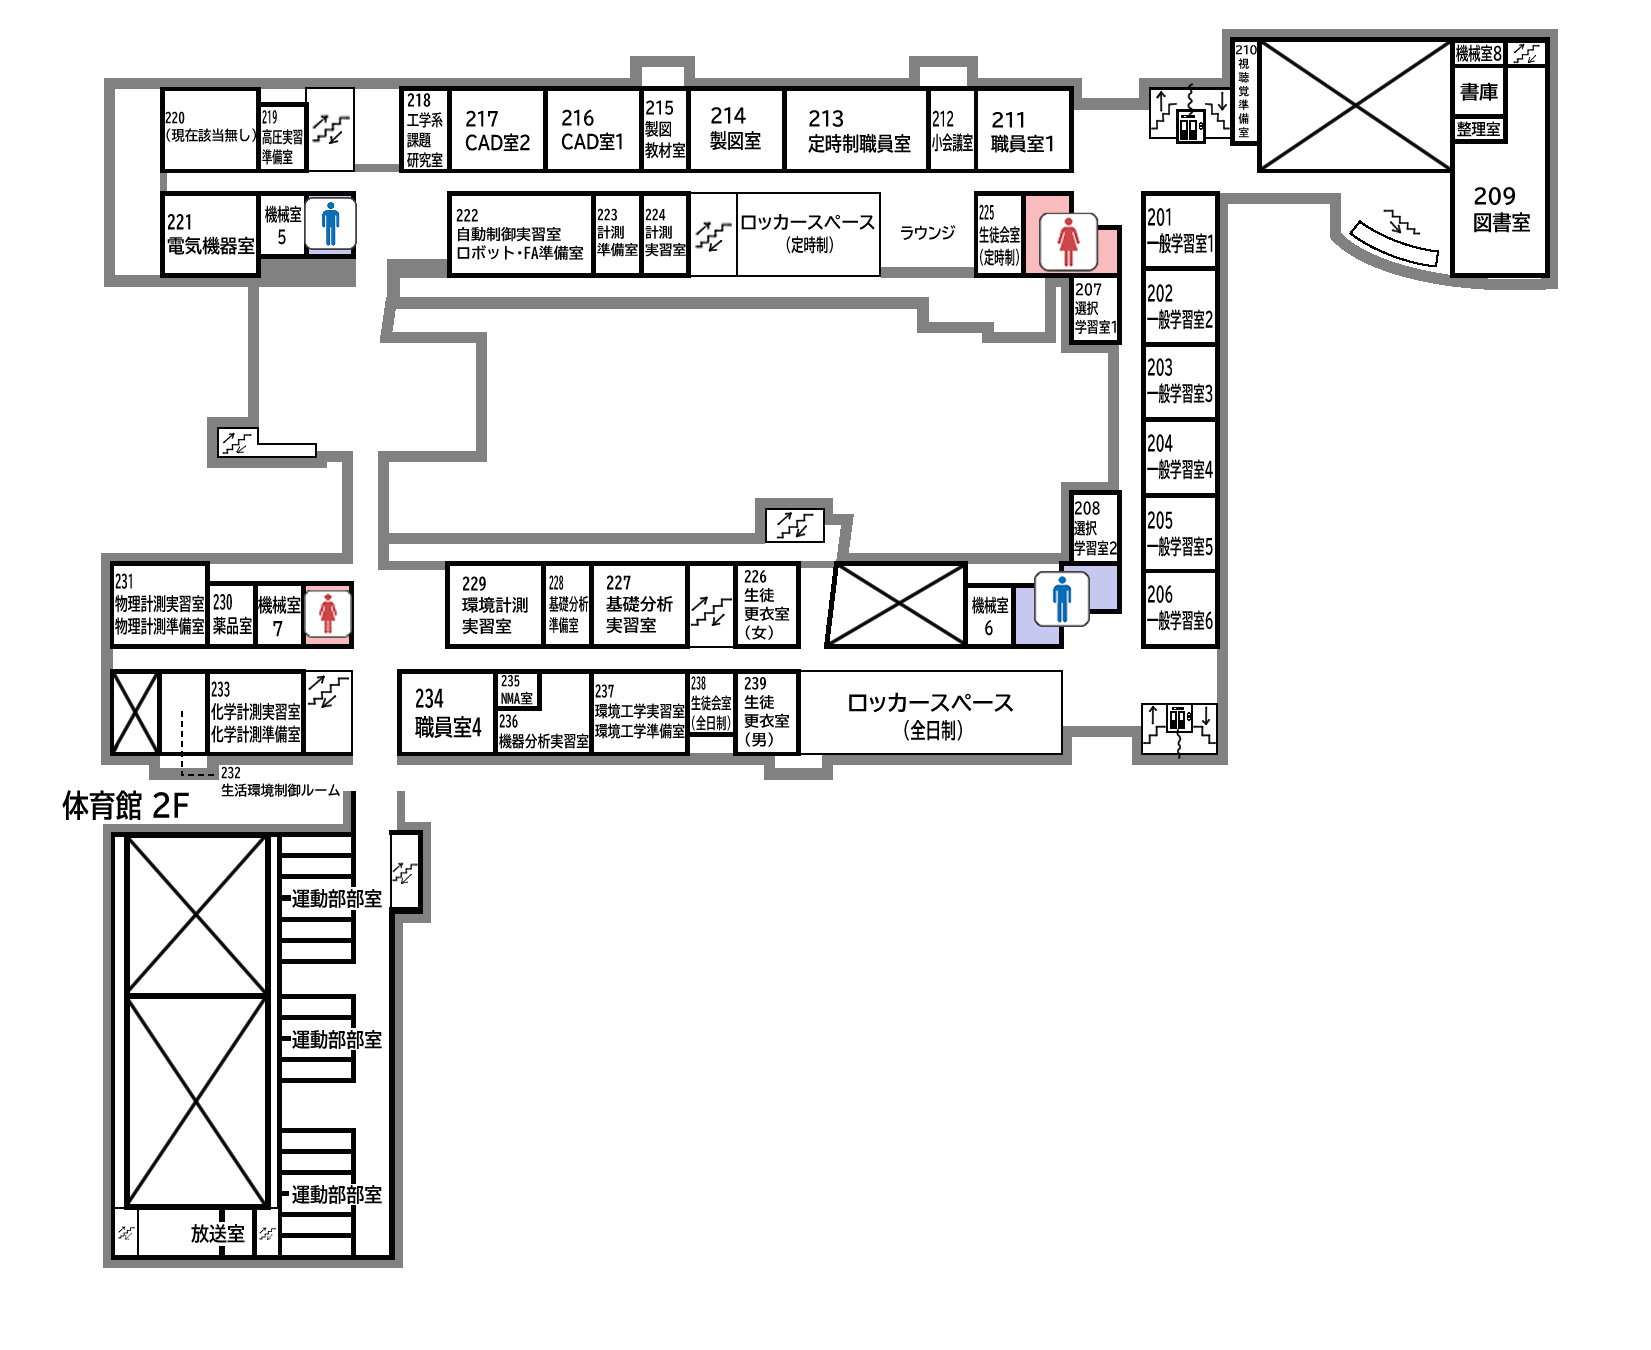 220
（現在該当無し）
219
高圧実習
準備室
218
工学系
課題
研究室
217
CAD室2
216
CAD室1
215
製図
教材室
214
製図室
213
定時制職員室
212
小会議室
211
職員室1
210
視
聴
覚
準
備
室
機械室8
書庫
整理室
209
図書室
221
電気機器室
機械室
5
222
自動制御実習室
ロボット・FA準備室
223
計測
準備室
224
計測
実習室
ロッカースペース
（定時制）
ラウンジ
225
生徒会室
（定時制）
207
選択
学習室1
201
一般学習室1
202
一般学習室2
203
一般学習室3
204
一般学習室4
205
一般学習室5
206
一般学習室6
208
選択
学習室2
231
物理計測実習室
物理計測準備室
230
薬品室
機械室
7
229
環境計測
実習室
228
基礎分析
準備室
227
基礎分析
実習室
226
生徒
更衣室
（女）
機械室
6
233
化学計測実習室
化学計測準備室
234
職員室4
235
NMA室
236
機器分析実習室
237
環境工学実習室
環境工学準備室
238
生徒会室
（全日制）
239
生徒
更衣室
（男）
ロッカースペース
（全日制）
232
生活環境制御ルーム
体育館 2F
運動部部室
運動部部室
運動部部室
放送室